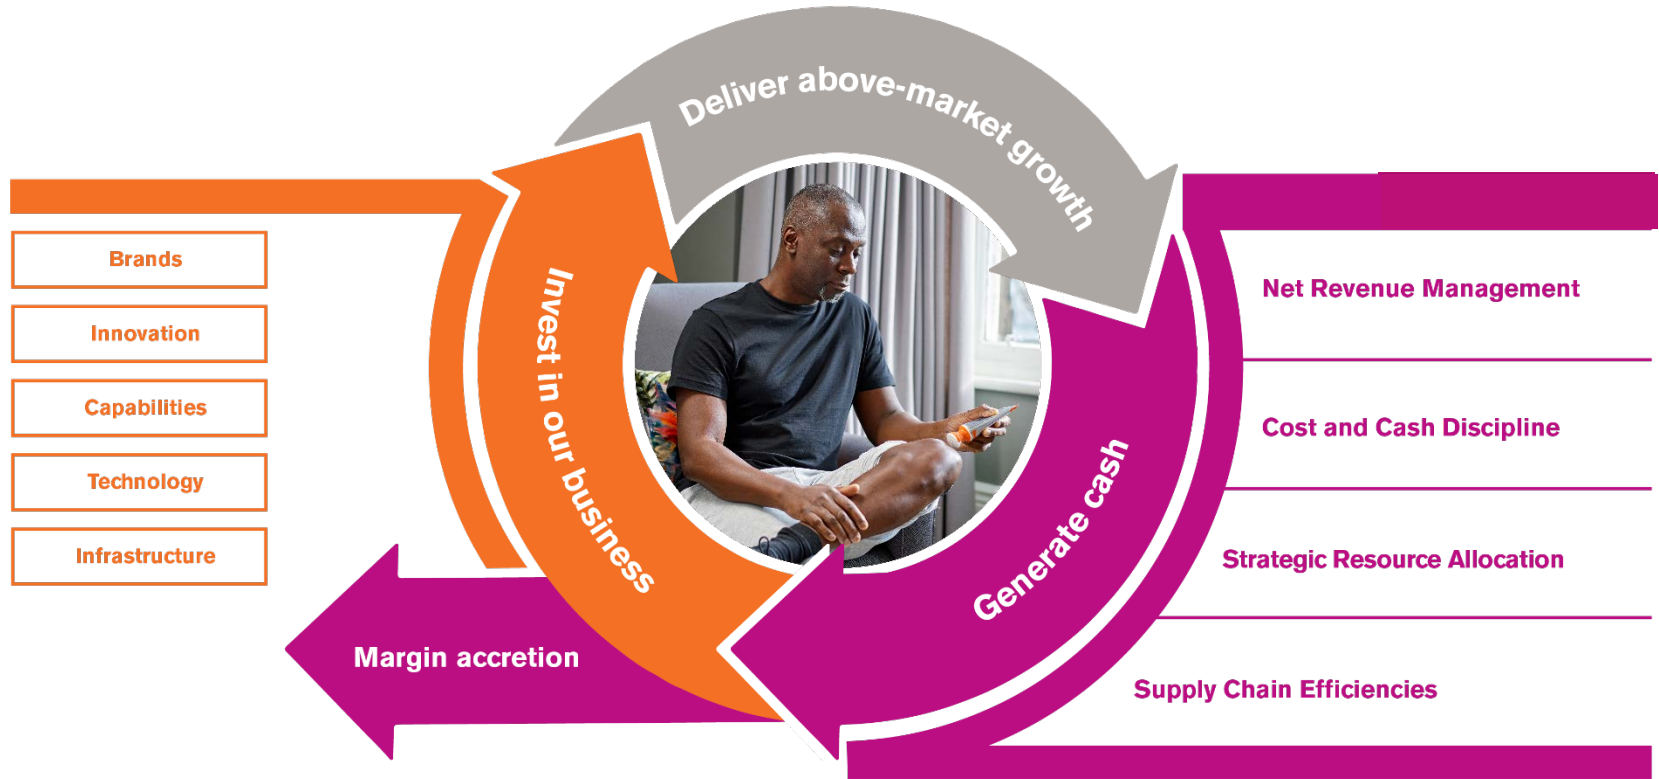 Deliver above-market growth
Brands
Innovation
Capabilities
Technology
Infrastructure
Invest in our business
Generate cash
Margin accretion
Net Revenue Management
Cost and Cash Discipline
Strategic Resource Allocation
Supply Chain Efficiencies